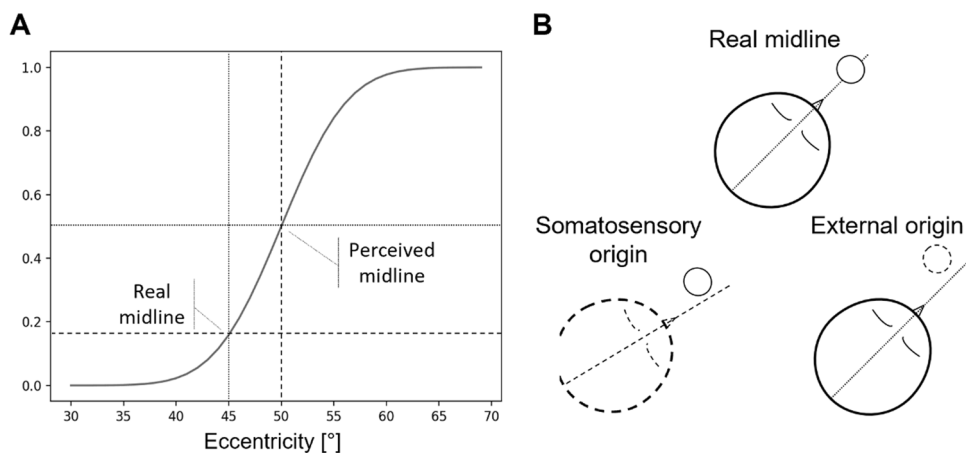 A
1.0
0.8
0.6
0.4
0.2
0.0
Perceived
midline
Real
midline
30 35 40 45 50 55 60 65 70
Eccentricity [°]
B
Real midline
Somatosensory
origin
External origin